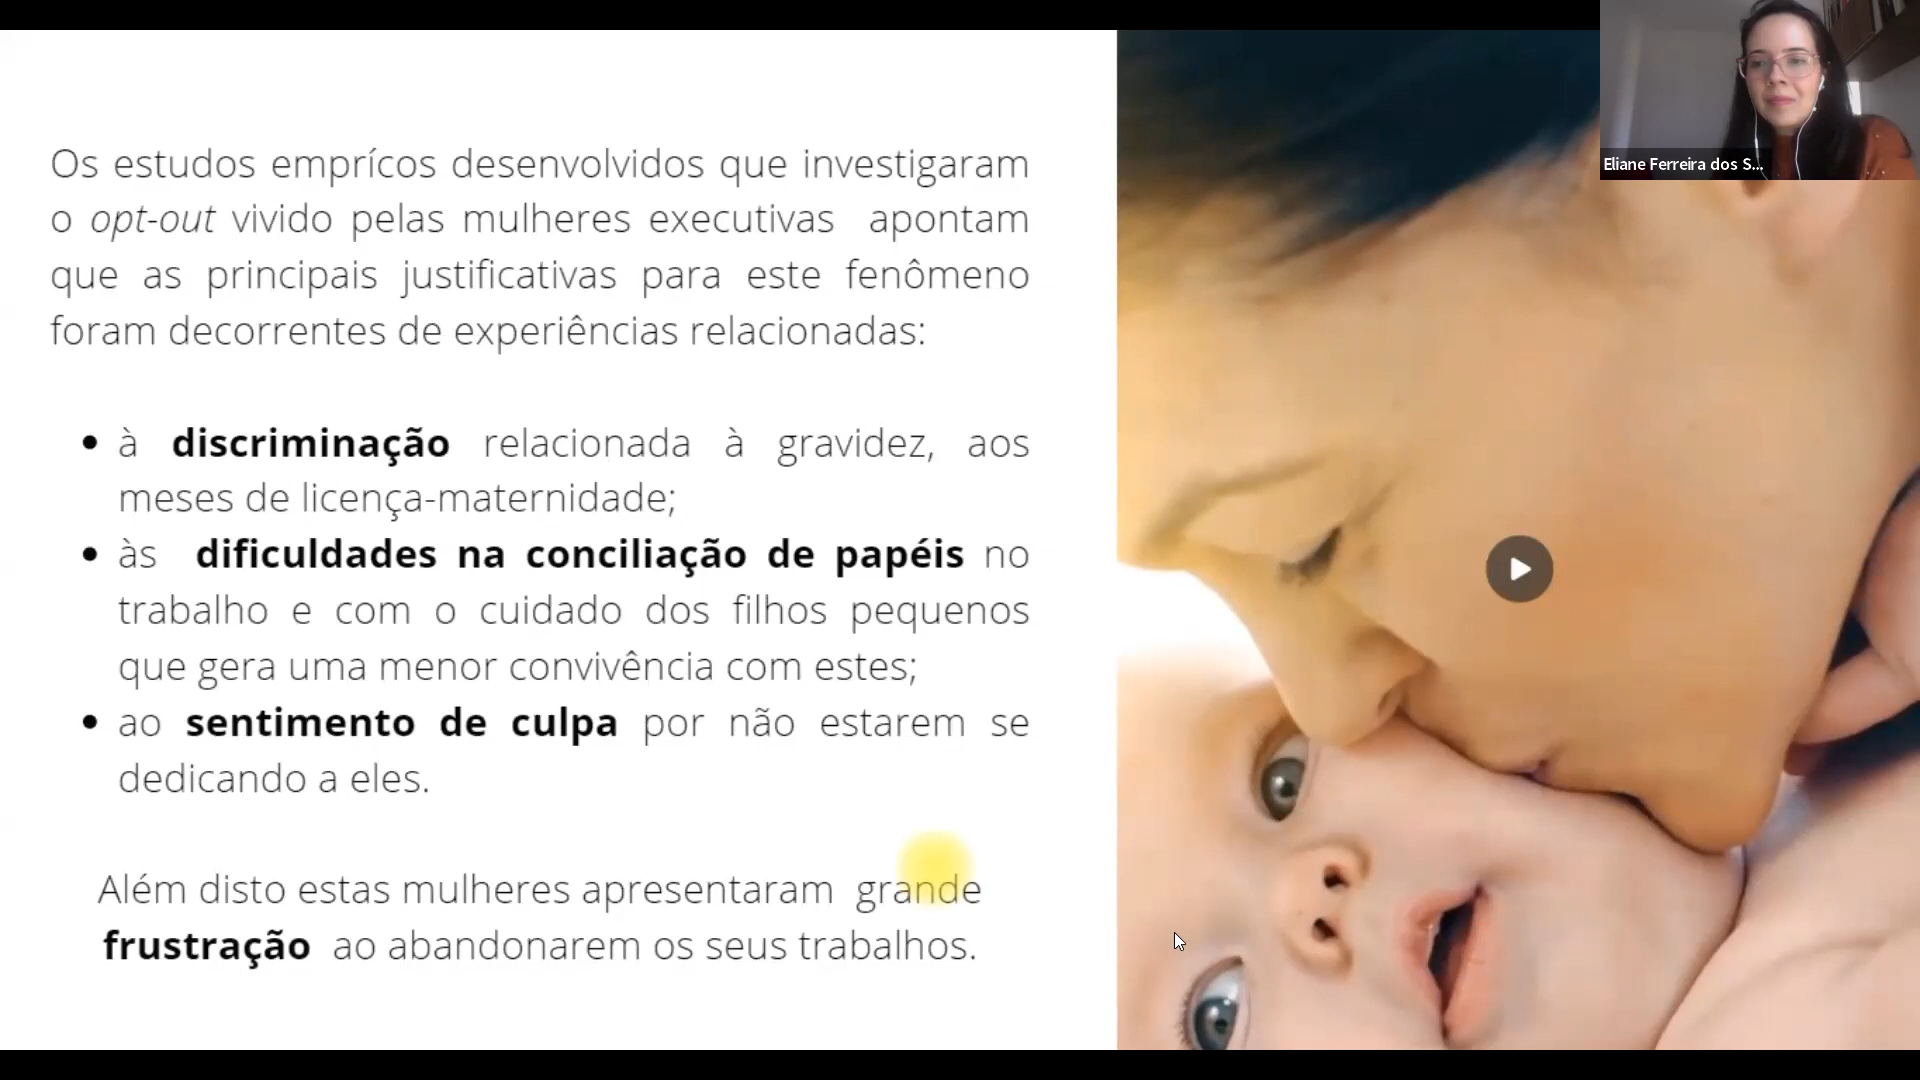 Os estudos emprícos desenvolvidos que investigaram
o opt-out vivido pelas mulheres executivas apontam
que as principais justificativas para este fenômeno
foram decorrentes de experiências relacionadas:
• à discriminação relacionada à gravidez, aos
meses de licença-maternidade;
• às dificuldades na conciliação de papéis no
trabalho e com o cuidado dos filhos pequenos
que gera uma menor convivência com estes;
• ao sentimento de culpa por não estarem se
dedicando a eles.
Além disto estas mulheres apresentaram grande
frustração ao abandonarem os seus trabalhos.
Eliane Ferreira dos S...